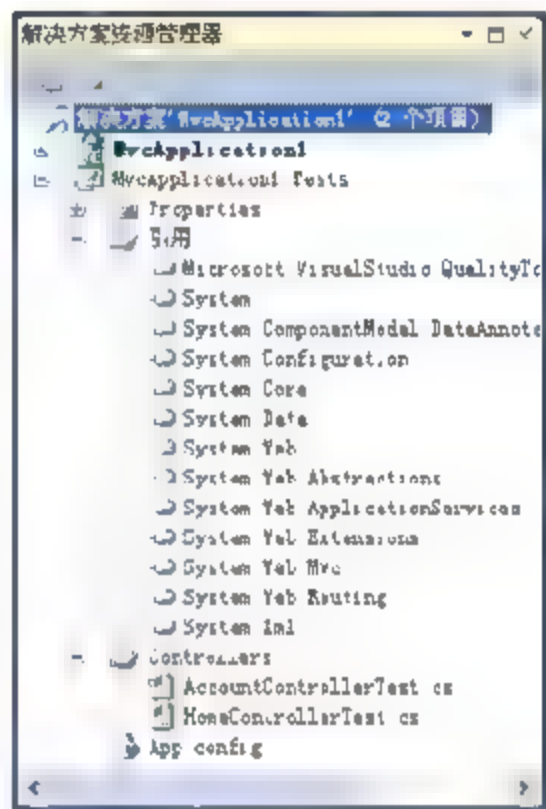 解决方案资源管理器
解决方案'MvcApplication1' (2 个项目)
MvcApplication1
MvcApplication1.Tests
Properties
引用
Microsoft.VisualStudio.QualityTo
System
System.ComponentModel.DataAnnota
System.Configuration
System.Core
System.Data
System.Web
System.Web.Abstractions
System.Web.ApplicationServices
System.Web.Extensions
System.Web.Mvc
System.Web.Routing
System.Xml
Controllers
AccountControllerTest.cs
HomeControllerTest.cs
App.config